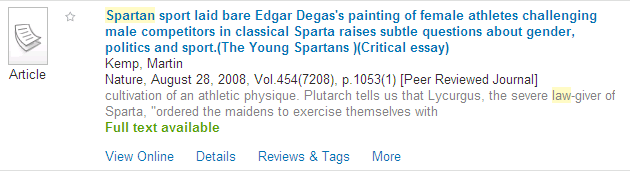 Spartan sport laid bare Edgar Degas's painting of female athletes challenging
male competitors in classical Sparta raises subtle questions about gender,
politics and sport.(The Young Spartans )(Critical essay)
Kemp, Martin
Article
Nature, August 28, 2008, Vol.454(7208), p.1053(1) [Peer Reviewed Journal]
cultivation of an athletic physique. Plutarch tells us that Lycurgus, the severe law-giver of
Sparta, "ordered the maidens to exercise themselves with
Full text available
View Online Details Reviews & Tags More